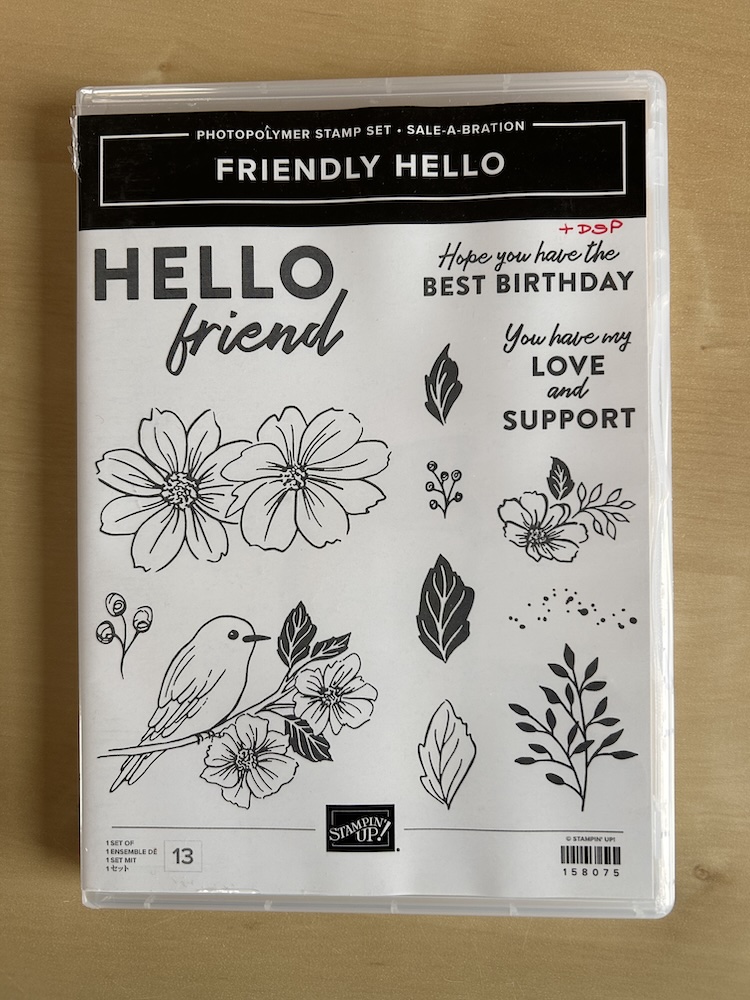 PHOTOPOLYMER STAMP SET • SALE-A-BRATION
FRIENDLY HELLO
+ DSP
HELLO
friend
Hope you have the
BEST BIRTHDAY
You have my
LOVE
and
SUPPORT
STAMPIN'
UP!
1 SET OF
1 ENSEMBLE DE
1 SET MIT
1 セット
13
© STAMPIN' UP!
158075